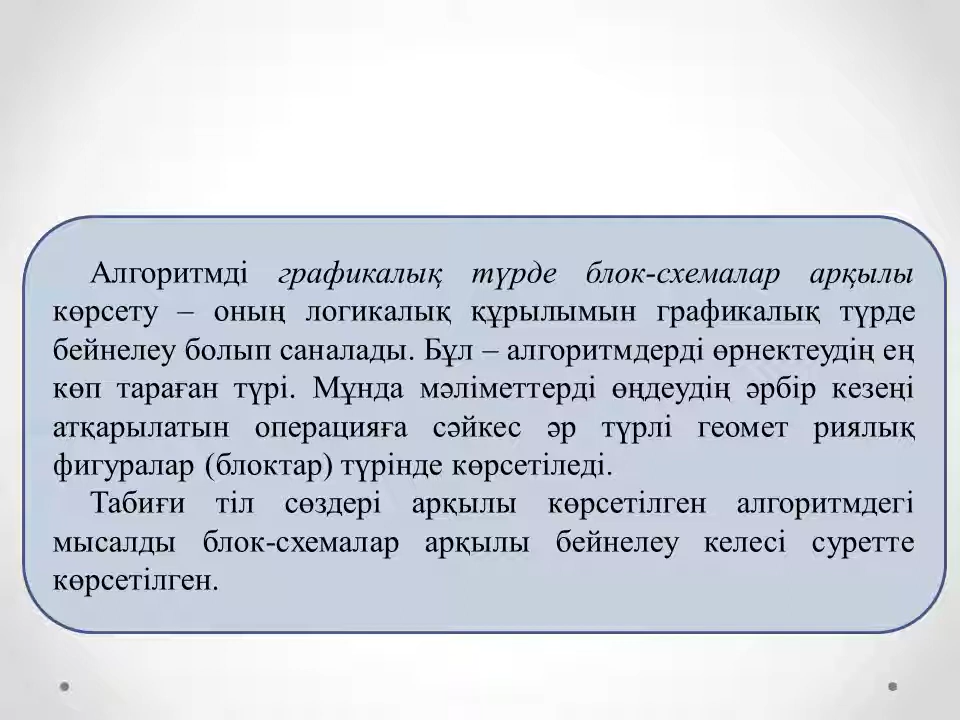 Алгоритмді графикалық түрде блок-схемалар арқылы
көрсету – оның логикалық құрылымын графикалық түрде
бейнелеу болып саналады. Бұл – алгоритмдерді өрнектеудің ең
көп тараған түрі. Мұнда мәліметтерді өңдеудің әрбір кезеңі
атқарылатын операцияға сәйкес әр түрлі геомет риялық
фигуралар (блоктар) түрінде көрсетіледі.
Табиғи тіл сөздері арқылы көрсетілген алгоритмдегі
мысалды блок-схемалар арқылы бейнелеу келесі суретте
көрсетілген.